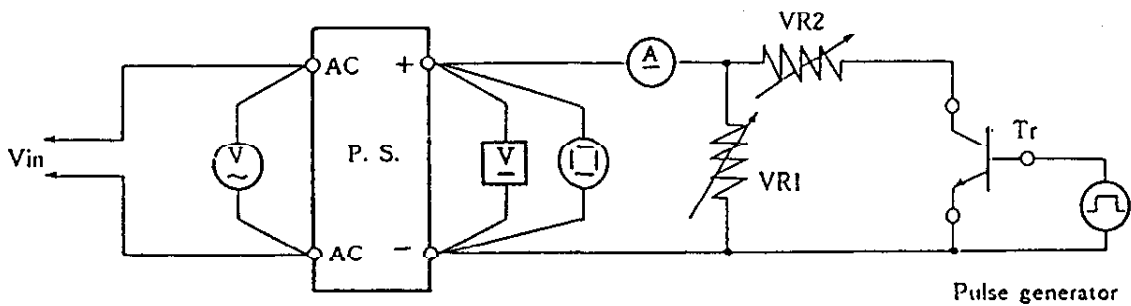 VR2
AC
+
A
Tr
Vin
V
P. S.
V
VR1
AC
-
Pulse generator